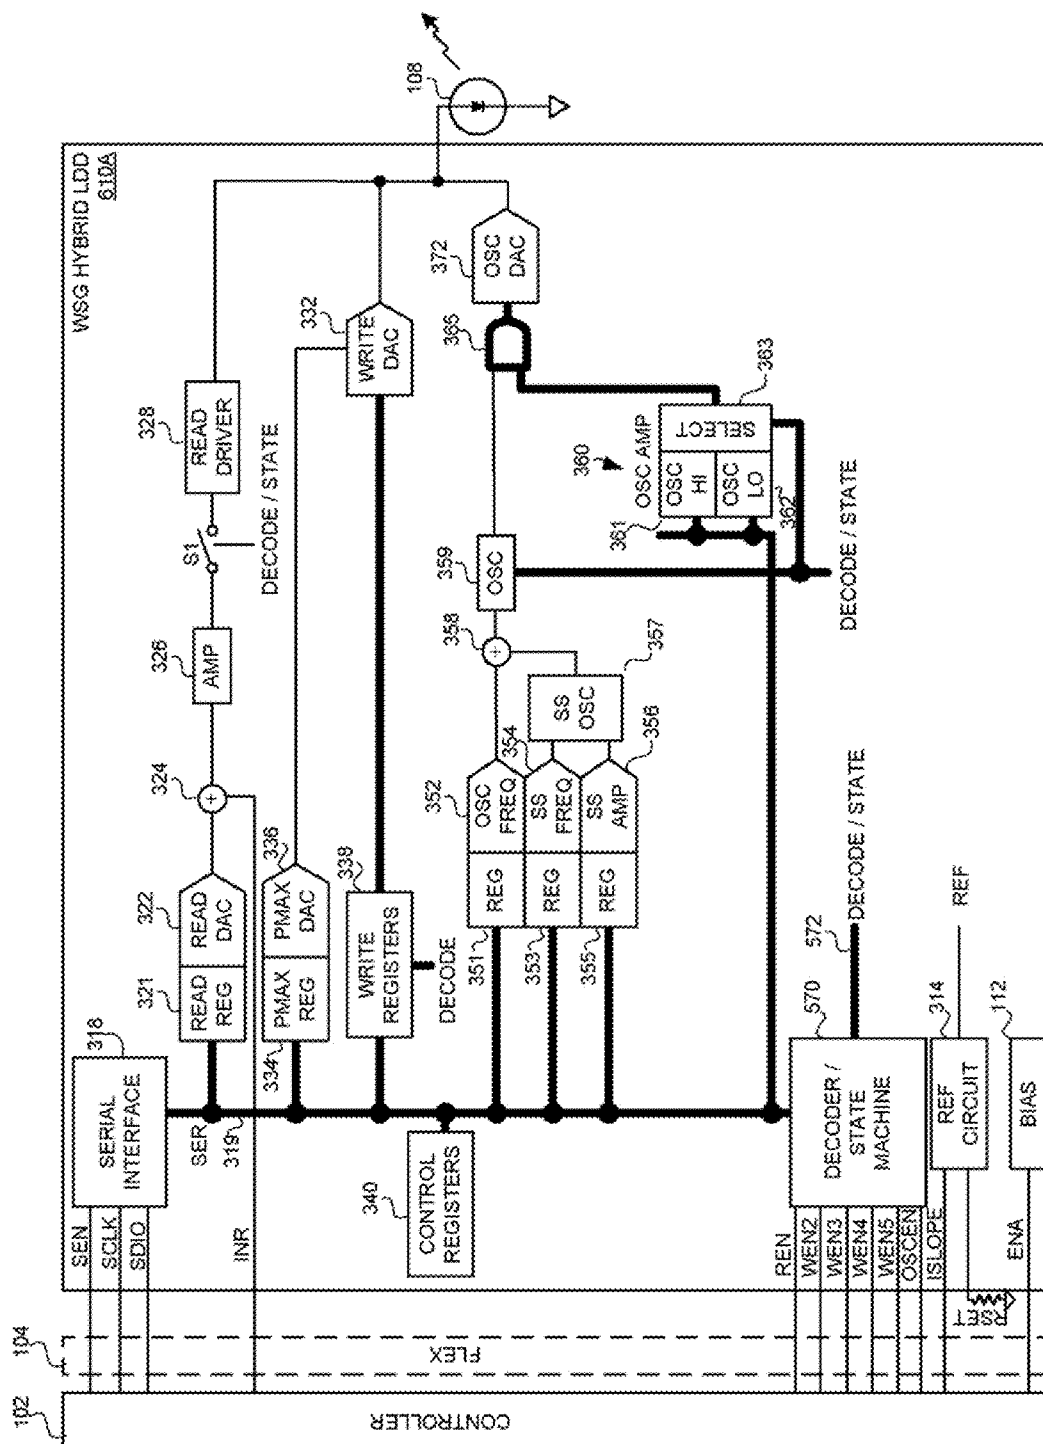 WSG HYBRID LDD
610A
108
328
READ
DRIVER
S1
DECODE / STATE
326
AMP
324
322
READ
DAC
321
READ
REG
318
SERIAL
INTERFACE
SEN
SCLK
SDIO
SER
319
INR
332
WRITE
DAC
336
PMAX
DAC
334
PMAX
REG
338
WRITE
REGISTERS
DECODE
340
CONTROL
REGISTERS
372
OSC
DAC
365
363
SELECT
360
OSC AMP
361
OSC
HI
362
OSC
LO
DECODE / STATE
359
OSC
358
357
SS
OSC
352
OSC
FREQ
354
SS
FREQ
356
SS
AMP
351
REG
353
REG
355
REG
DECODE / STATE
572
570
DECODER /
STATE
MACHINE
REN
WEN2
WEN3
WEN4
WEN5
OSCEN
ISLOPE
314
REF
REF
CIRCUIT
RSET
112
BIAS
ENA
104
FLEX
102
CONTROLLER